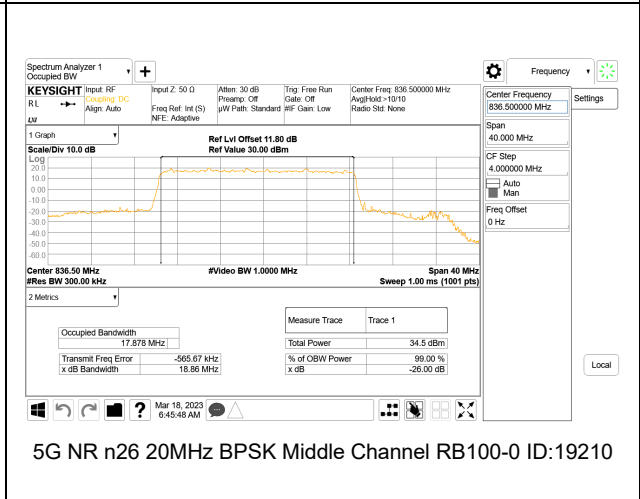 Spectrum Analyzer 1
Occupied BW
+
Frequency
KEYSIGHT
Input: RF
Coupling: DC
Align: Auto
Input Z: 50 Ω
Freq Ref: Int (S)
NFE: Adaptive
Atten: 30 dB
Preamp: Off
µW Path: Standard
Trig: Free Run
Gate: Off
#IF Gain: Low
Center Freq: 836.500000 MHz
Avg|Hold:>10/10
Radio Std: None
R L
Center Frequency
836.500000 MHz
Settings
Span
40.000 MHz
CF Step
4.000000 MHz
Auto
Man
Freq Offset
0 Hz
Local
1 Graph
Scale/Div 10.0 dB
Ref Lvl Offset 11.80 dB
Ref Value 30.00 dBm
Log
20.0
10.0
0.00
-10.0
-20.0
-30.0
-40.0
-50.0
-60.0
Center 836.50 MHz
#Res BW 300.00 kHz
#Video BW 1.0000 MHz
Span 40 MHz
Sweep 1.00 ms (1001 pts)
2 Metrics
Occupied Bandwidth
17.878 MHz
Transmit Freq Error -565.67 kHz
x dB Bandwidth 18.86 MHz
Measure Trace Trace 1
Total Power 34.5 dBm
% of OBW Power 99.00 %
x dB -26.00 dB
?
Mar 18, 2023
6:45:48 AM
5G NR n26 20MHz BPSK Middle Channel RB100-0 ID:19210